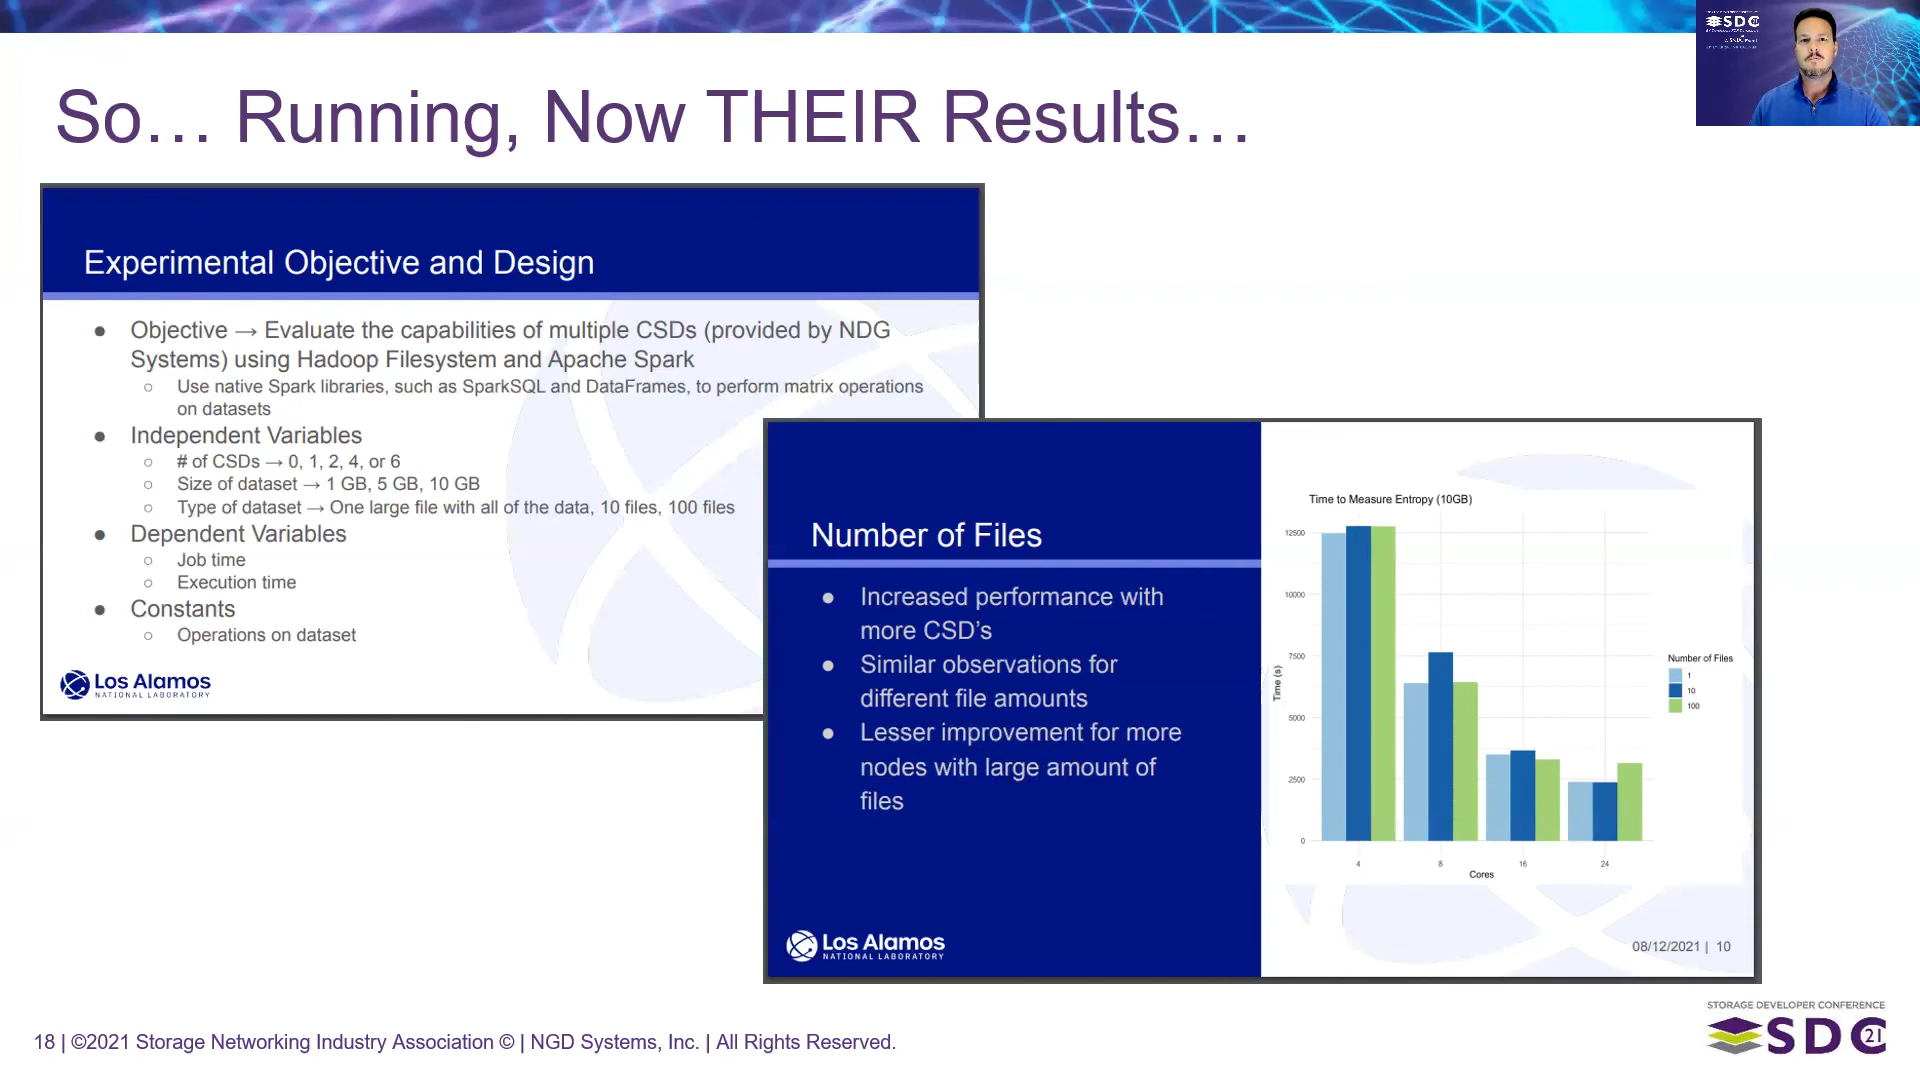 SDC
So… Running, Now THEIR Results…
Experimental Objective and Design
● Objective → Evaluate the capabilities of multiple CSDs (provided by NDG
Systems) using Hadoop Filesystem and Apache Spark
○ Use native Spark libraries, such as SparkSQL and DataFrames, to perform matrix operations
on datasets
● Independent Variables
○ # of CSDs → 0, 1, 2, 4, or 6
○ Size of dataset → 1 GB, 5 GB, 10 GB
○ Type of dataset → One large file with all of the data, 10 files, 100 files
● Dependent Variables
○ Job time
○ Execution time
● Constants
○ Operations on dataset
Los Alamos
NATIONAL LABORATORY
Number of Files
● Increased performance with
more CSD's
● Similar observations for
different file amounts
● Lesser improvement for more
nodes with large amount of
files
Los Alamos
NATIONAL LABORATORY
Time to Measure Entropy (10GB)
12500
10000
7500
5000
2500
0
Time (s)
4 8 16 24
Cores
Number of Files
1
10
100
08/12/2021 | 10
18 | ©2021 Storage Networking Industry Association © | NGD Systems, Inc. | All Rights Reserved.
STORAGE DEVELOPER CONFERENCE
SDC 21